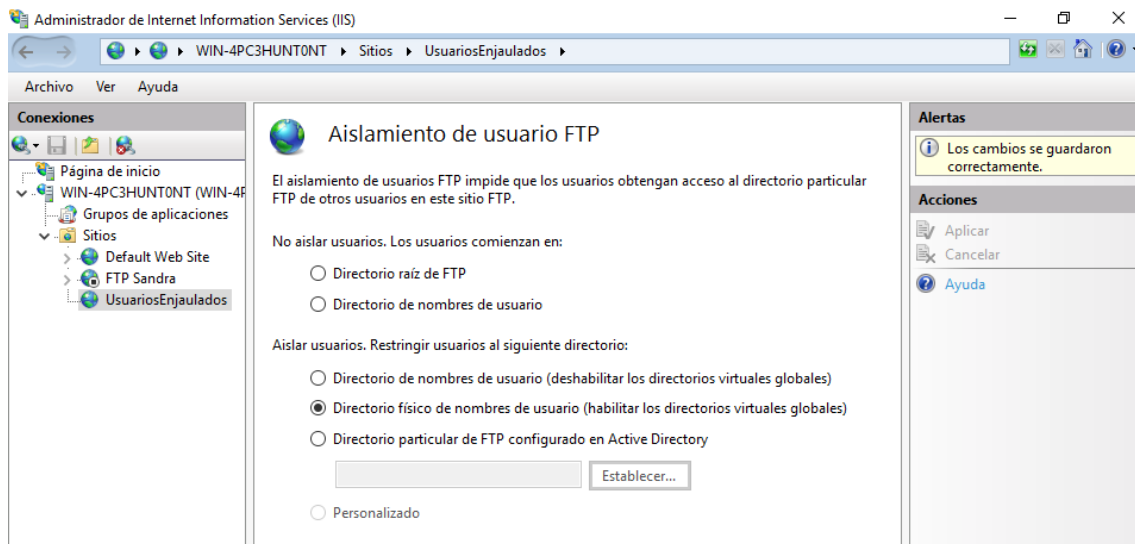 Administrador de Internet Information Services (IIS)
WIN-4PC3HUNT0NT Sitios UsuariosEnjaulados
Archivo Ver Ayuda
Conexiones
Página de inicio
WIN-4PC3HUNT0NT (WIN-4P
Grupos de aplicaciones
Sitios
Default Web Site
FTP Sandra
UsuariosEnjaulados
Aislamiento de usuario FTP
El aislamiento de usuarios FTP impide que los usuarios obtengan acceso al directorio particular
FTP de otros usuarios en este sitio FTP.
No aislar usuarios. Los usuarios comienzan en:
Directorio raíz de FTP
Directorio de nombres de usuario
Aislar usuarios. Restringir usuarios al siguiente directorio:
Directorio de nombres de usuario (deshabilitar los directorios virtuales globales)
Directorio físico de nombres de usuario (habilitar los directorios virtuales globales)
Directorio particular de FTP configurado en Active Directory
Establecer...
Personalizado
Alertas
Los cambios se guardaron
correctamente.
Acciones
Aplicar
Cancelar
Ayuda